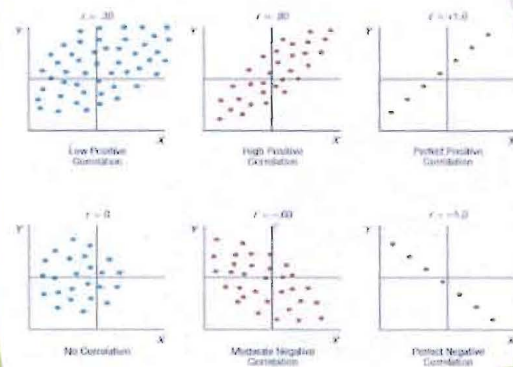 r = .30
r = .80
r = +1.0
Y
Y
Y
X
X
X
Low Positive
Correlation
High Positive
Correlation
Perfect Positive
Correlation
r = 0
r = -.60
r = -1.0
Y
Y
Y
X
X
X
No Correlation
Moderate Negative
Correlation
Perfect Negative
Correlation